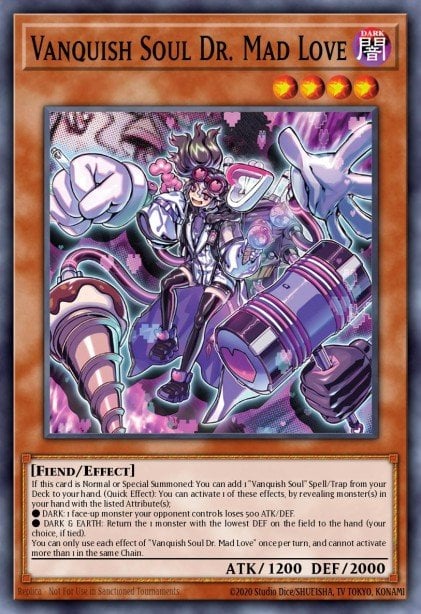 VANQUISH SOUL DR. MAD LOVE
DARK
闇
[FIEND/EFFECT]
If this card is Normal or Special Summoned: You can add 1 "Vanquish Soul" Spell/Trap from your
Deck to your hand. (Quick Effect): You can activate 1 of these effects, by revealing monster(s) in
your hand with the listed Attribute(s);
● DARK: 1 face-up monster your opponent controls loses 500 ATK/DEF.
● DARK & EARTH: Return the 1 monster with the lowest DEF on the field to the hand (your
choice, if tied).
You can only use each effect of "Vanquish Soul Dr. Mad Love" once per turn, and cannot activate
more than 1 in the same Chain.
ATK/1200 DEF/2000
Replica - Not For Use in Sanctioned Tournaments
©2020 Studio Dice/SHUEISHA, TV TOKYO, KONAMI